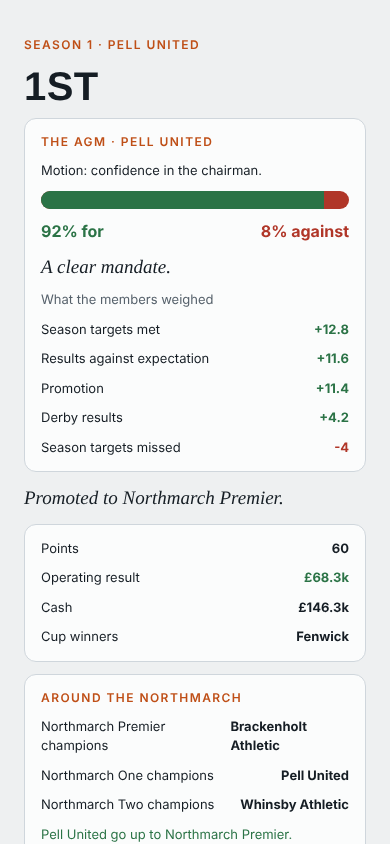 SEASON 1 · PELL UNITED
1ST
THE AGM · PELL UNITED
Motion: confidence in the chairman.
92% for 8% against
A clear mandate.
What the members weighed
Season targets met +12.8
Results against expectation +11.6
Promotion +11.4
Derby results +4.2
Season targets missed -4
Promoted to Northmarch Premier.
Points 60
Operating result £68.3k
Cash £146.3k
Cup winners Fenwick
AROUND THE NORTHMARCH
Northmarch Premier champions Brackenholt Athletic
Northmarch One champions Pell United
Northmarch Two champions Whinsby Athletic
Pell United go up to Northmarch Premier.